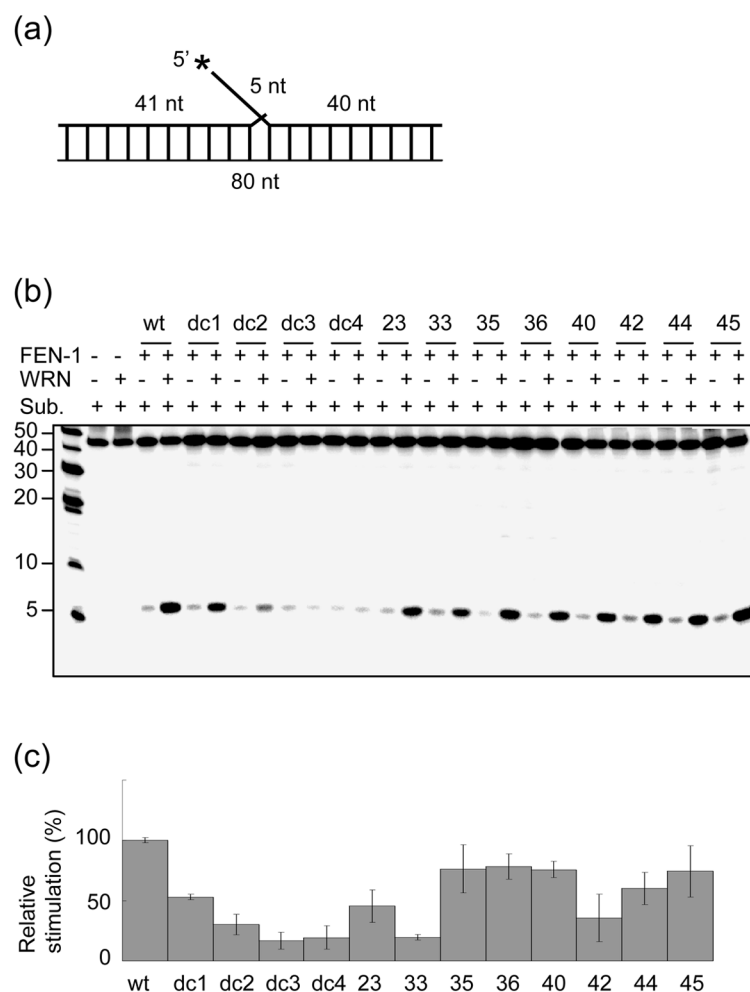 (a)
5' *
5 nt
41 nt 40 nt
80 nt
(b)
wt dc1 dc2 dc3 dc4 23 33 35 36 40 42 44 45
FEN-1 - - + + + + + + + + + + + + + + + + + + + + + + + + + +
WRN - + - + - + - + - + - + - + - + - + - + - + - + - +
Sub. + + + + + + + + + + + + + + + + + + + + + + + + + + + +
50
40
30
20
10
5
(c)
Relative
stimulation (%)
100
50
0
wt dc1 dc2 dc3 dc4 23 33 35 36 40 42 44 45